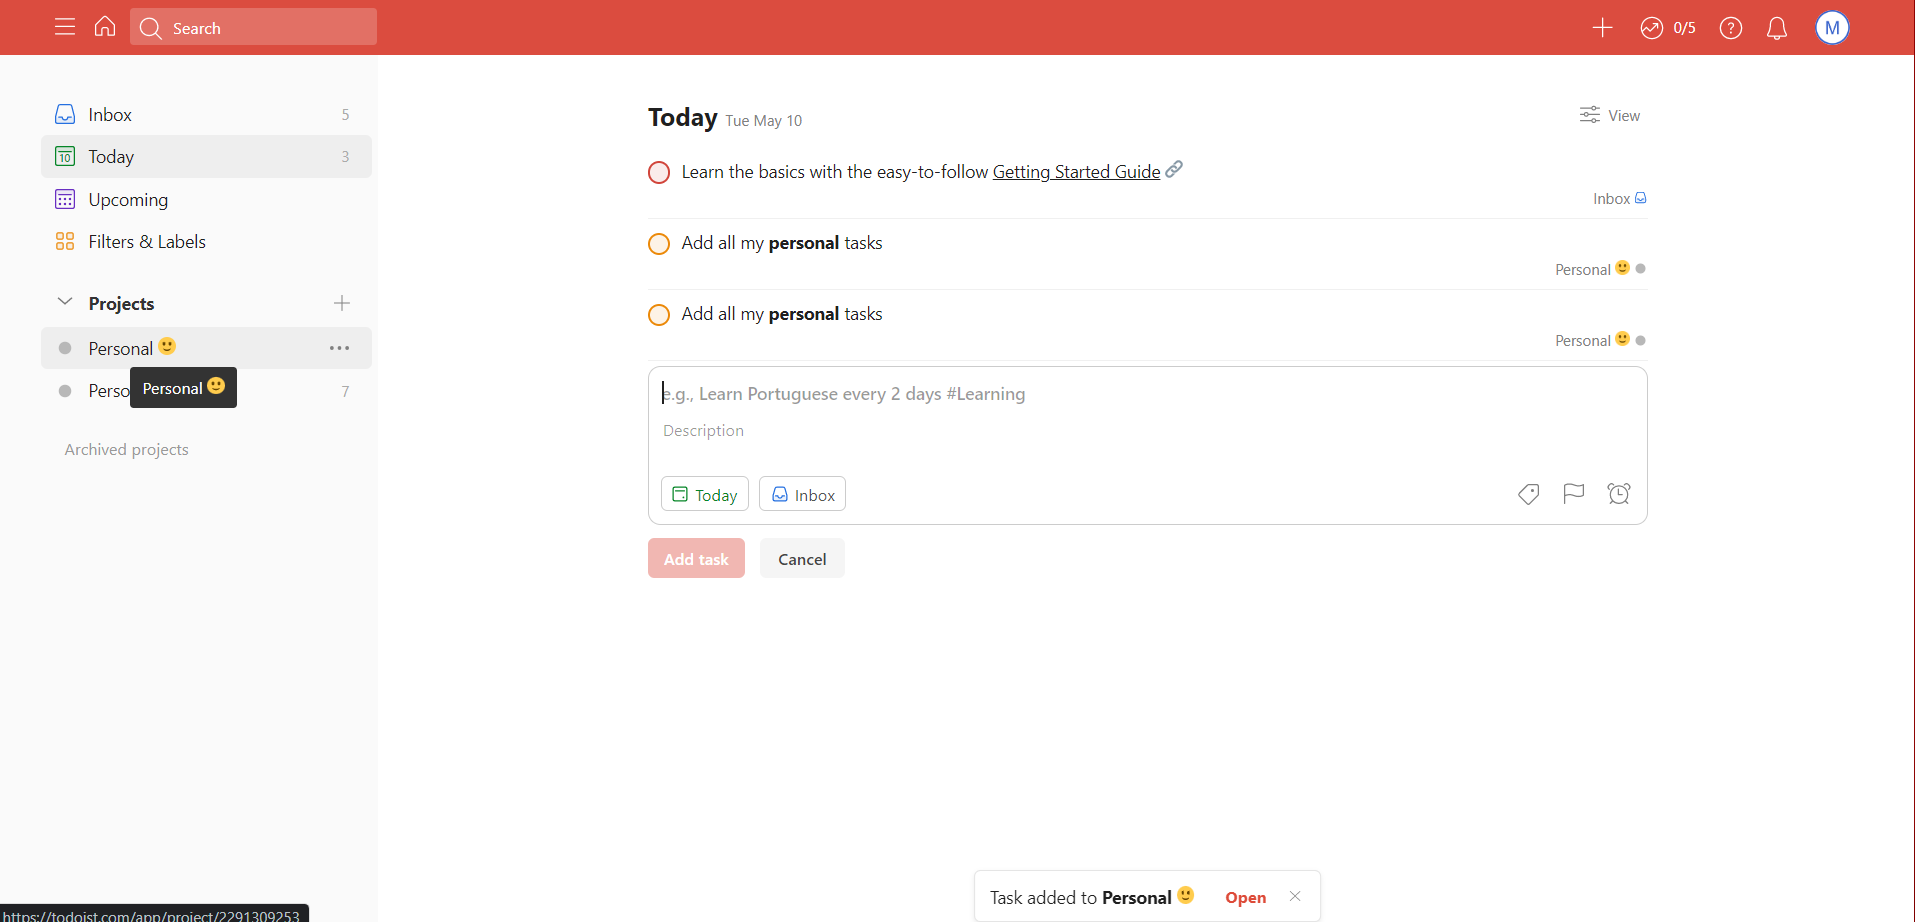 Search
0/5
M
Inbox 5
10 Today 3
Upcoming
Filters & Labels
Projects
Personal 🙂
Perso 7
Personal 🙂
Archived projects
Today Tue May 10
View
Learn the basics with the easy-to-follow Getting Started Guide 🔗
Inbox
Add all my personal tasks
Personal 🙂
Add all my personal tasks
Personal 🙂
e.g., Learn Portuguese every 2 days #Learning
Description
Today Inbox
Add task Cancel
Task added to Personal 🙂 Open
https://todoist.com/app/project/2291309253